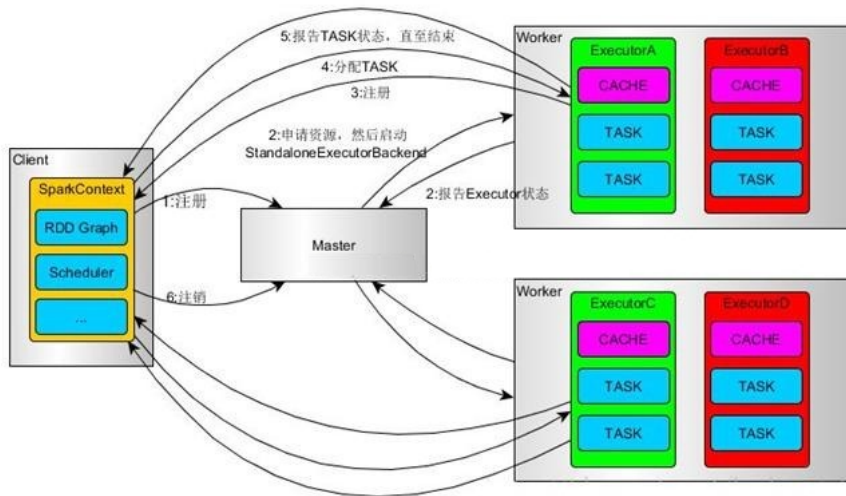 5:报告TASK状态，直至结束
4:分配TASK
3:注册
2:申请资源，然后启动
StandaloneExecutorBackend
2:报告Executor状态
1:注册
6:注销
Client
SparkContext
RDD Graph
Scheduler
...
Master
Worker
ExecutorA
CACHE
TASK
TASK
ExecutorB
CACHE
TASK
TASK
Worker
ExecutorC
CACHE
TASK
TASK
ExecutorD
CACHE
TASK
TASK